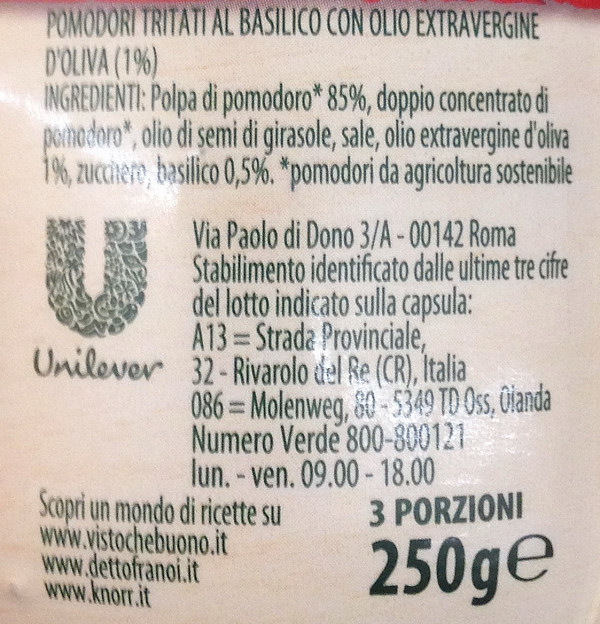 POMODORI TRITATI AL BASILICO CON OLIO EXTRAVERGINE
D'OLIVA (1%)
INGREDIENTI: Polpa di pomodoro* 85%, doppio concentrato di
pomodoro*, olio di semi di girasole, sale, olio extravergine d'oliva
1%, zucchero, basilico 0,5%. *pomodori da agricoltura sostenibile
Unilever
Via Paolo di Dono 3/A - 00142 Roma
Stabilimento identificato dalle ultime tre cifre
del lotto indicato sulla capsula:
A13 = Strada Provinciale,
32 - Rivarolo del Re (CR), Italia
086 = Molenweg, 80 - 5349 TD Oss, Olanda
Numero Verde 800-800121
lun. - ven. 09.00 - 18.00
Scopri un mondo di ricette su
www.vistochebuono.it
www.dettofranoi.it
www.knorr.it
3 PORZIONI
250g e